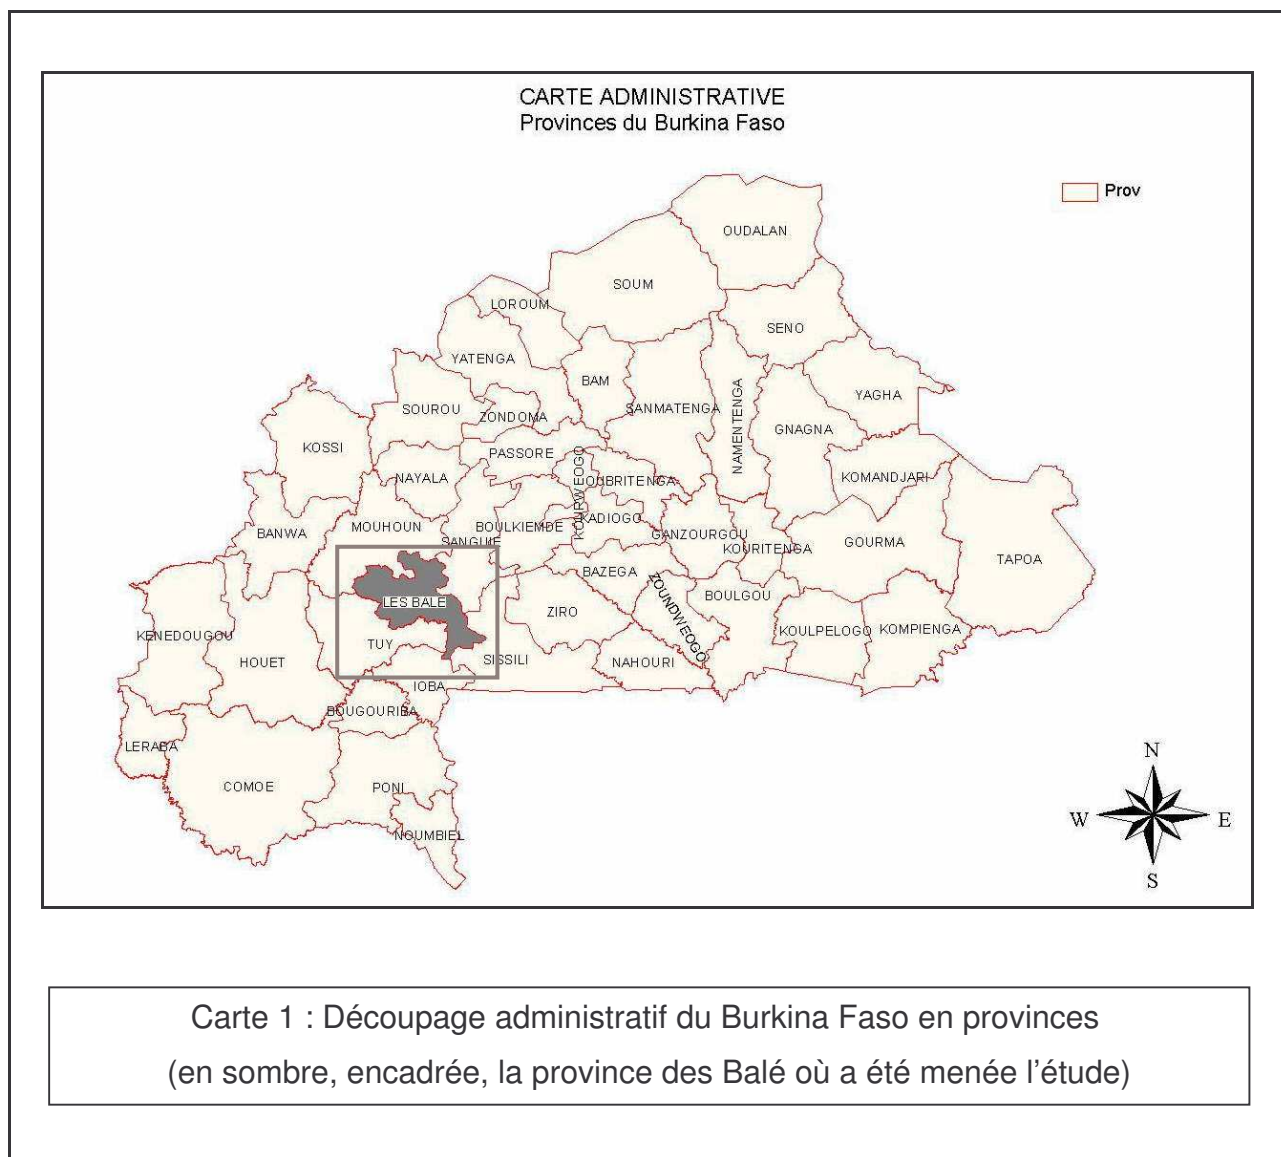 CARTE ADMINISTRATIVE
Provinces du Burkina Faso
Prov
OUDALAN
SOUM
LOROUM
SENO
YATENGA
BAM
YAGHA
SOUROU
ZONDOMA
SANMATENGA
NAMENTENGA
GNAGNA
KOSSI
PASSORE
NAYALA
KOURWEOGO
OUBRITENGA
KOMANDJARI
BANWA
MOUHOUN
SANGUIE
BOULKIEMDE
KADIOGO
GANZOURGOU
KOURITENGA
GOURMA
TAPOA
BAZEGA
ZOUNDWEOGO
BOULGOU
LES BALE
ZIRO
KENEDOUGOU
HOUET
TUY
SISSILI
NAHOURI
KOULPELOGO
KOMPIENGA
IOBA
BOUGOURIBA
LERABA
COMOE
PONI
NOUMBIEL
N
W
E
S
Carte 1 : Découpage administratif du Burkina Faso en provinces
(en sombre, encadrée, la province des Balé où a été menée l’étude)